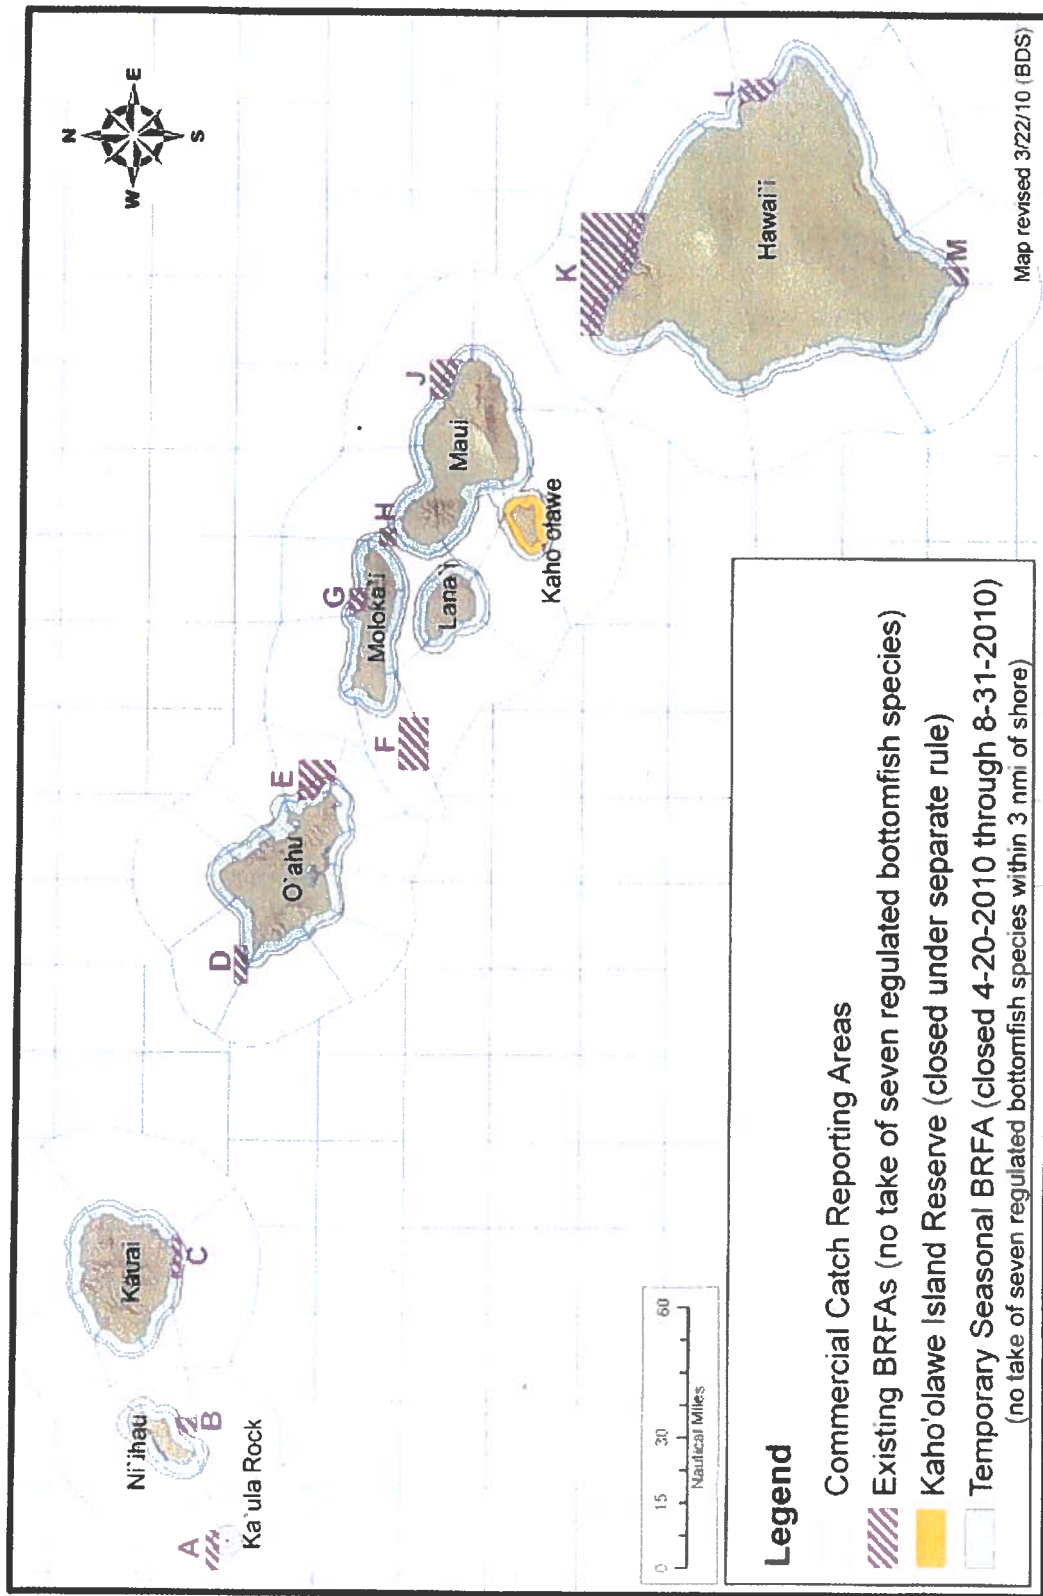 N
W
E
S
A
Ka`ula Rock
Ni`ihau
B
Kauai
C
D
O`ahu
E
F
G
Moloka`i
H
Lana`i
Maui
J
Kaho`olawe
K
L
Hawai`i
M
0 15 30 60
Nautical Miles
Legend
Commercial Catch Reporting Areas
Existing BRFAs (no take of seven regulated bottomfish species)
Kaho'olawe Island Reserve (closed under separate rule)
Temporary Seasonal BRFA (closed 4-20-2010 through 8-31-2010)
(no take of seven regulated bottomfish species within 3 nmi of shore)
Map revised 3/22/10 (BDS)